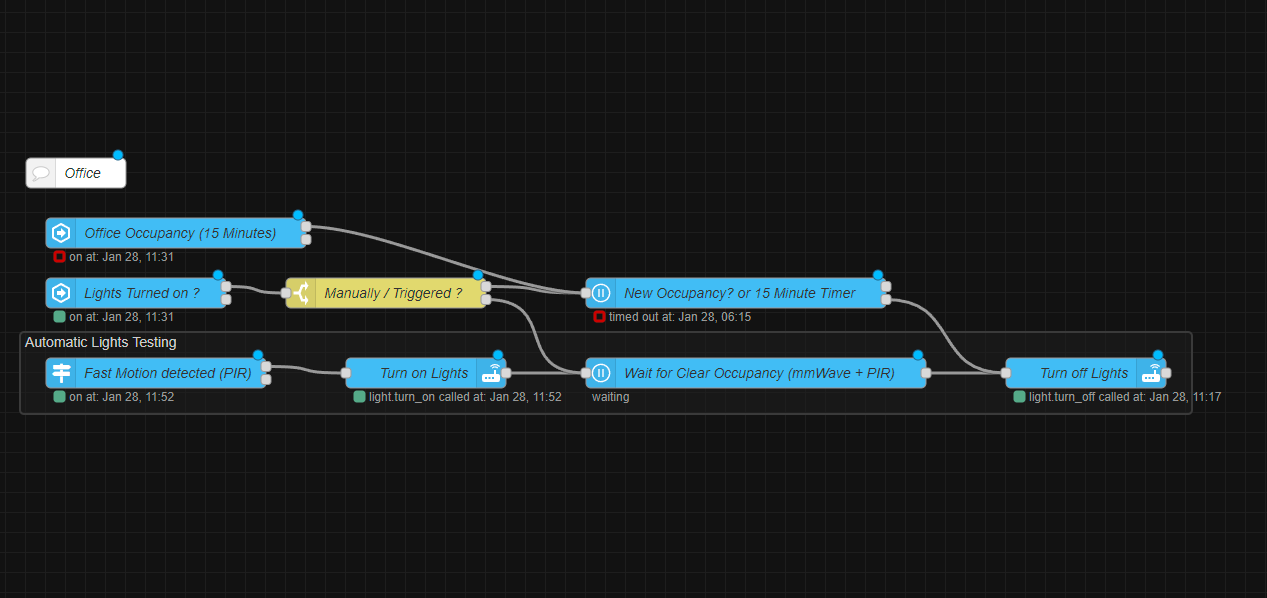 Office
Office Occupancy (15 Minutes)
on at: Jan 28, 11:31
Lights Turned on ?
on at: Jan 28, 11:31
Manually / Triggered ?
New Occupancy? or 15 Minute Timer
timed out at: Jan 28, 06:15
Automatic Lights Testing
Fast Motion detected (PIR)
on at: Jan 28, 11:52
Turn on Lights
light.turn_on called at: Jan 28, 11:52
Wait for Clear Occupancy (mmWave + PIR)
waiting
Turn off Lights
light.turn_off called at: Jan 28, 11:17